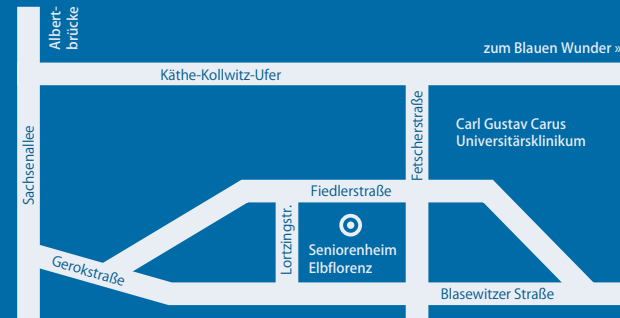 Albert-
brücke
zum Blauen Wunder »
Käthe-Kollwitz-Ufer
Sachsenallee
Fetscherstraße
Carl Gustav Carus
Universitärsklinikum
Fiedlerstraße
Lortzingstr.
Seniorenheim
Elbflorenz
Gerokstraße
Blasewitzer Straße